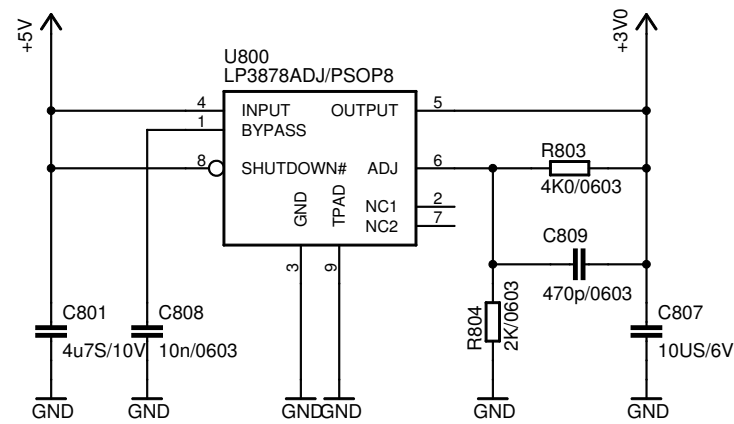 +5V
+3V0
U800
LP3878ADJ/PSOP8
4 INPUT OUTPUT 5
1 BYPASS
8 SHUTDOWN# ADJ 6
R803
4K0/0603
GND TPAD NC1 2
NC2 7
3 9
C809
470p/0603
R804 2K/0603
C801
4u7S/10V
C808
10n/0603
C807
10US/6V
GND GND GND GND GND GND